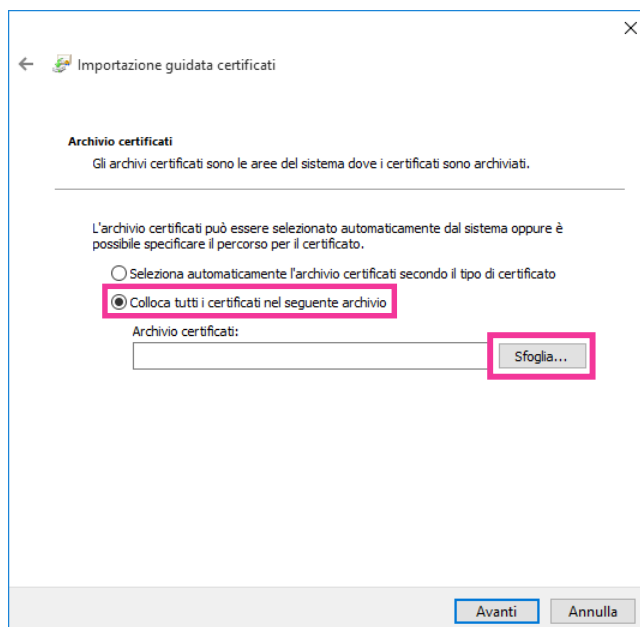 Importazione guidata certificati
Archivio certificati
Gli archivi certificati sono le aree del sistema dove i certificati sono archiviati.
L'archivio certificati può essere selezionato automaticamente dal sistema oppure è
possibile specificare il percorso per il certificato.
Seleziona automaticamente l'archivio certificati secondo il tipo di certificato
Colloca tutti i certificati nel seguente archivio
Archivio certificati:
Sfoglia...
Avanti
Annulla